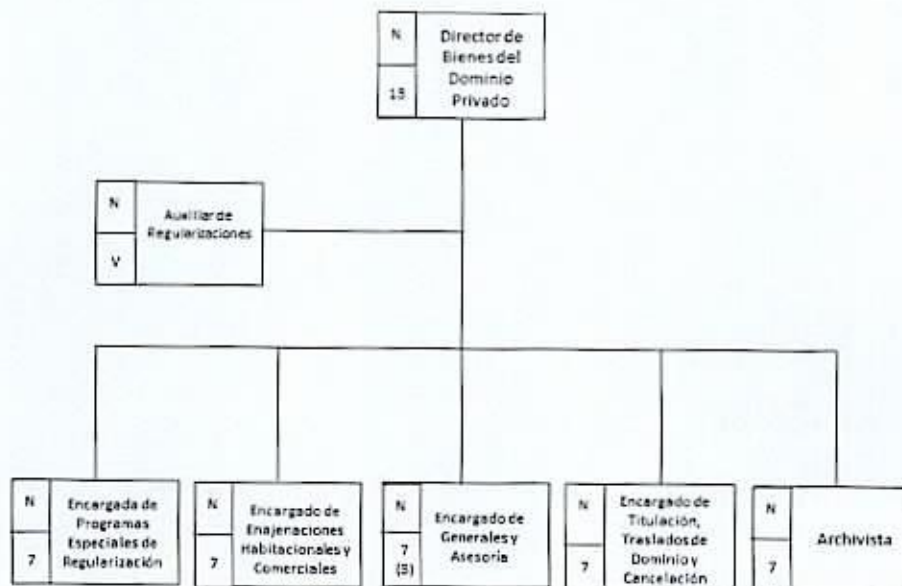 N
13
Director de
Bienes del
Dominio
Privado
N
V
Auxiliar de
Regularizaciones
N
7
Encargada de
Programas
Especiales de
Regularización
N
7
Encargado de
Enajenaciones
Habitacionales y
Comerciales
N
7
(3)
Encargado de
Generales y
Asesoría
N
7
Encargado de
Titulación,
Traslados de
Dominio y
Cancelación
N
7
Archivista